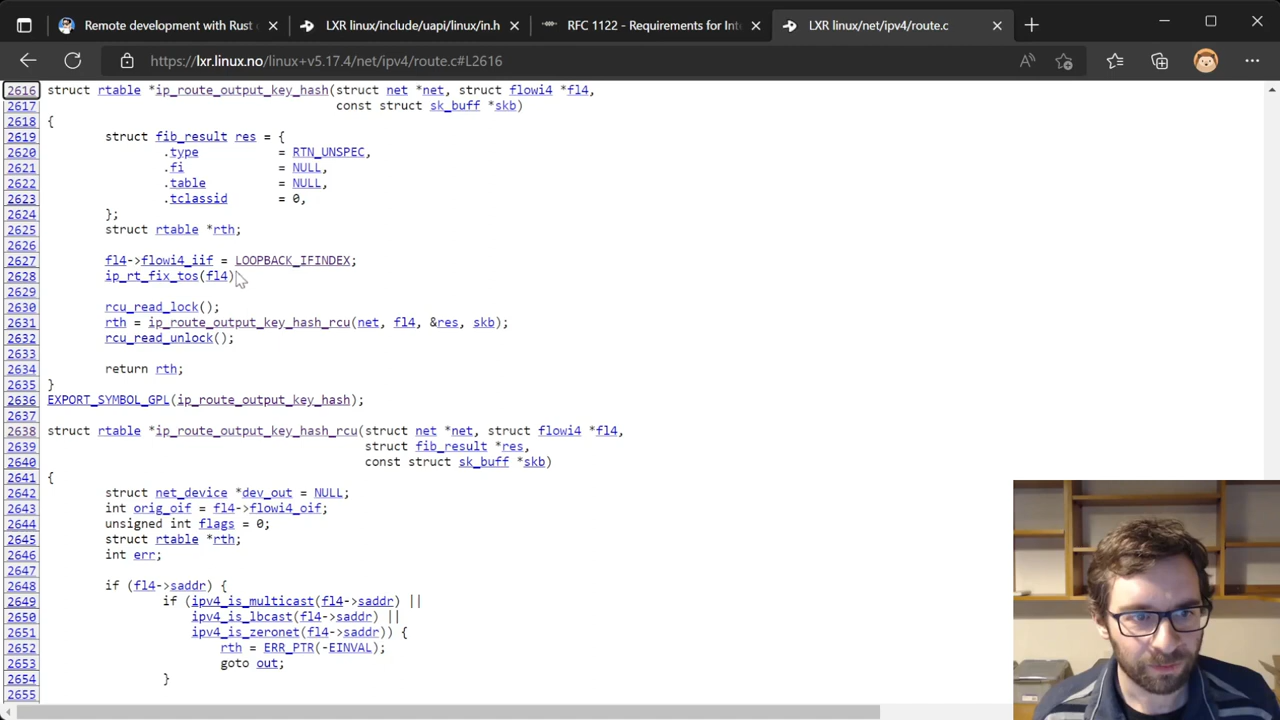 Remote development with Rust
LXR linux/include/uapi/linux/in.h
RFC 1122 - Requirements for Int
LXR linux/net/ipv4/route.c
https://lxr.linux.no/linux+v5.17.4/net/ipv4/route.c#L2616
2616 struct rtable *ip_route_output_key_hash(struct net *net, struct flowi4 *fl4,
2617 const struct sk_buff *skb)
2618 {
2619 struct fib_result res = {
2620 .type = RTN_UNSPEC,
2621 .fi = NULL,
2622 .table = NULL,
2623 .tclassid = 0,
2624 };
2625 struct rtable *rth;
2626
2627 fl4->flowi4_iif = LOOPBACK_IFINDEX;
2628 ip_rt_fix_tos(fl4)
2629
2630 rcu_read_lock();
2631 rth = ip_route_output_key_hash_rcu(net, fl4, &res, skb);
2632 rcu_read_unlock();
2633
2634 return rth;
2635 }
2636 EXPORT_SYMBOL_GPL(ip_route_output_key_hash);
2637
2638 struct rtable *ip_route_output_key_hash_rcu(struct net *net, struct flowi4 *fl4,
2639 struct fib_result *res,
2640 const struct sk_buff *skb)
2641 {
2642 struct net_device *dev_out = NULL;
2643 int orig_oif = fl4->flowi4_oif;
2644 unsigned int flags = 0;
2645 struct rtable *rth;
2646 int err;
2647
2648 if (fl4->saddr) {
2649 if (ipv4_is_multicast(fl4->saddr) ||
2650 ipv4_is_lbcast(fl4->saddr) ||
2651 ipv4_is_zeronet(fl4->saddr)) {
2652 rth = ERR_PTR(-EINVAL);
2653 goto out;
2654 }
2655